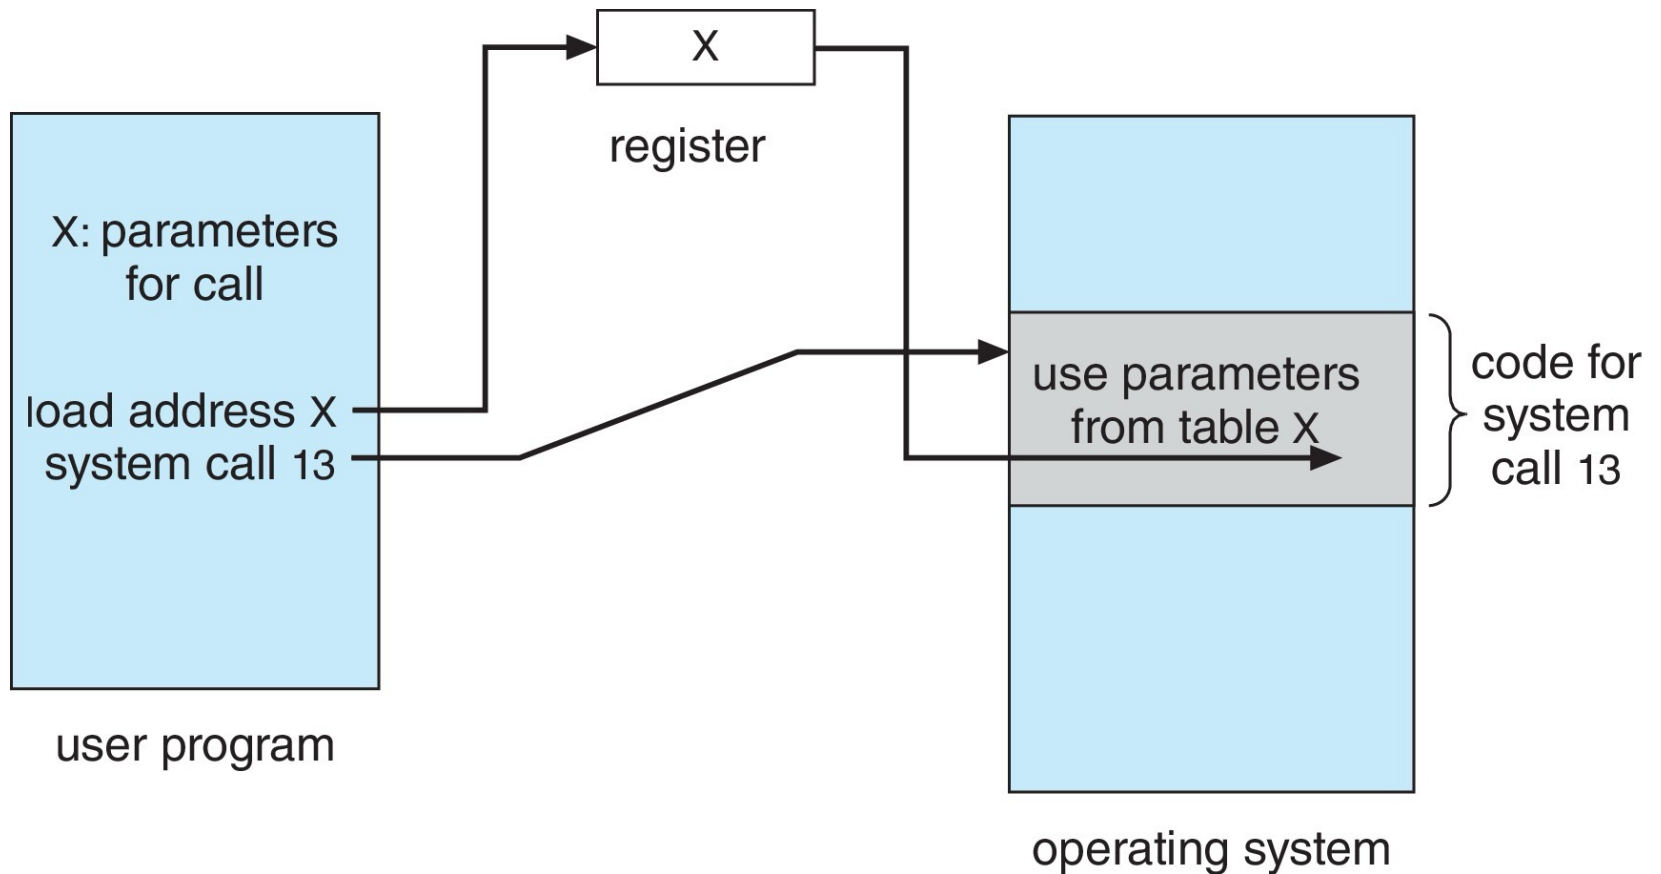 X
register
X: parameters
for call
load address X
system call 13
user program
use parameters
from table X
code for
system
call 13
operating system